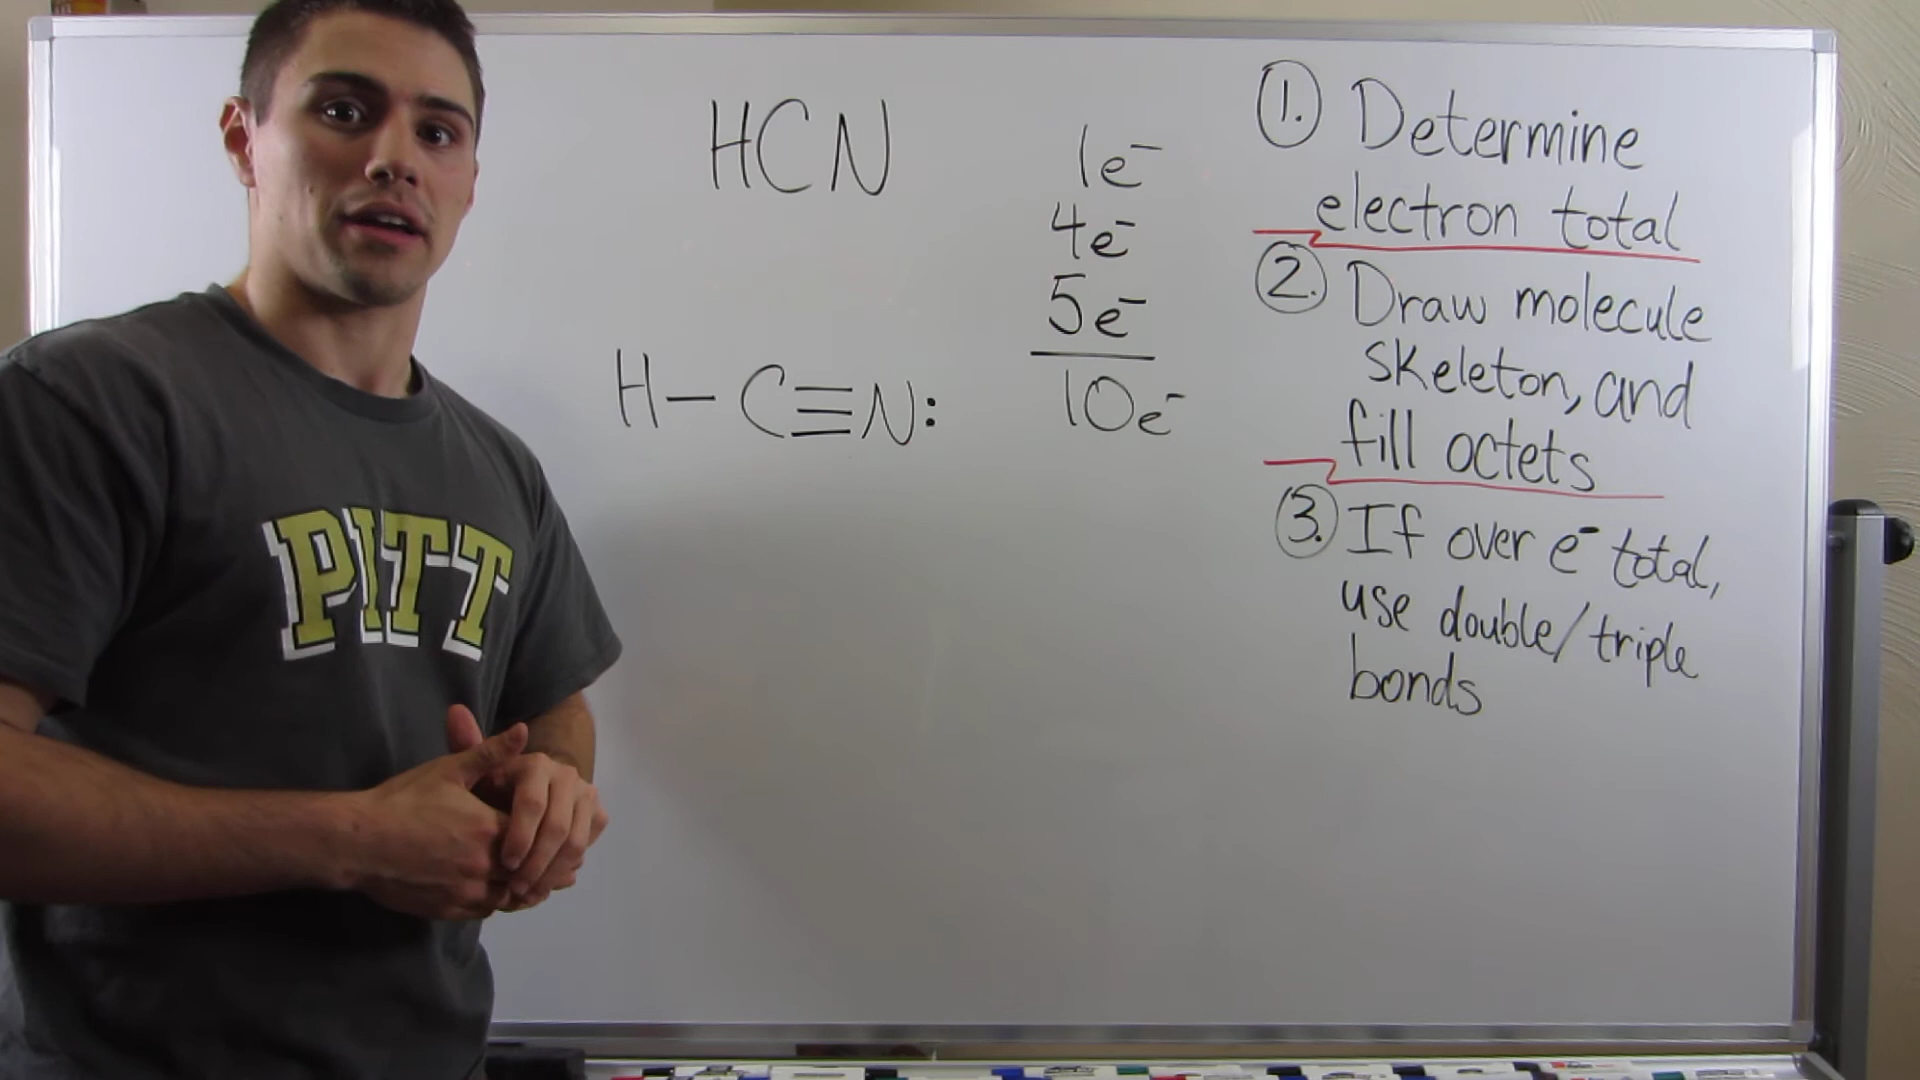 HCN
1e⁻
4e⁻
5e⁻
10e⁻
H–C≡N:
1. Determine
electron total
2. Draw molecule
skeleton, and
fill octets
3. If over e⁻ total,
use double/triple
bonds
PITT